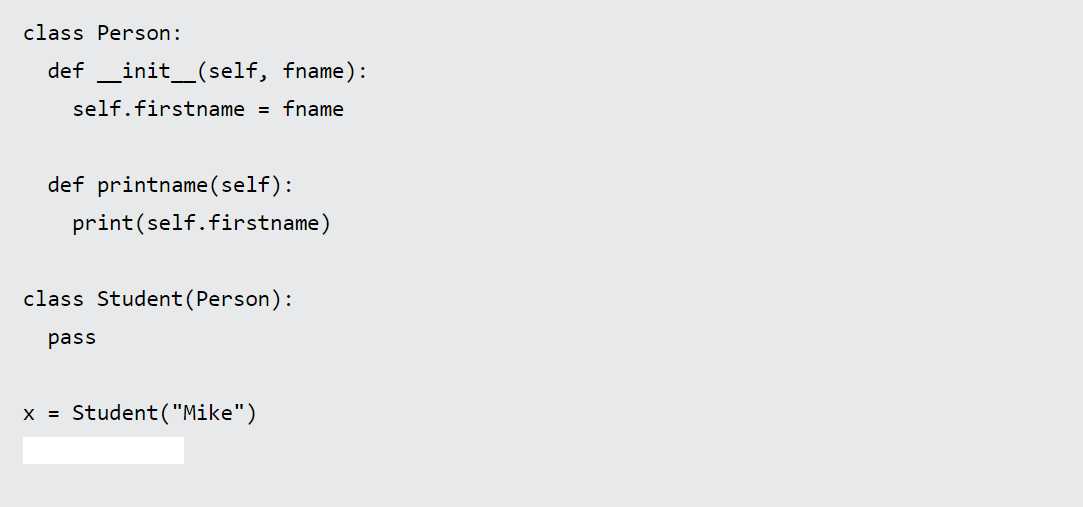 class Person:
  def __init__(self, fname):
    self.firstname = fname

  def printname(self):
    print(self.firstname)

class Student(Person):
  pass

x = Student("Mike")